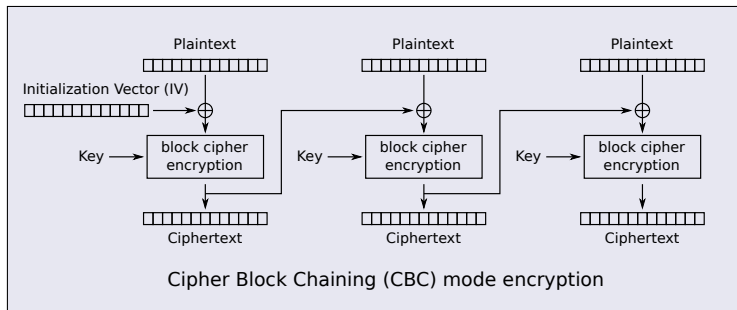 Plaintext
Plaintext
Plaintext
Initialization Vector (IV)
Key
block cipher
encryption
Key
block cipher
encryption
Key
block cipher
encryption
Ciphertext
Ciphertext
Ciphertext
Cipher Block Chaining (CBC) mode encryption